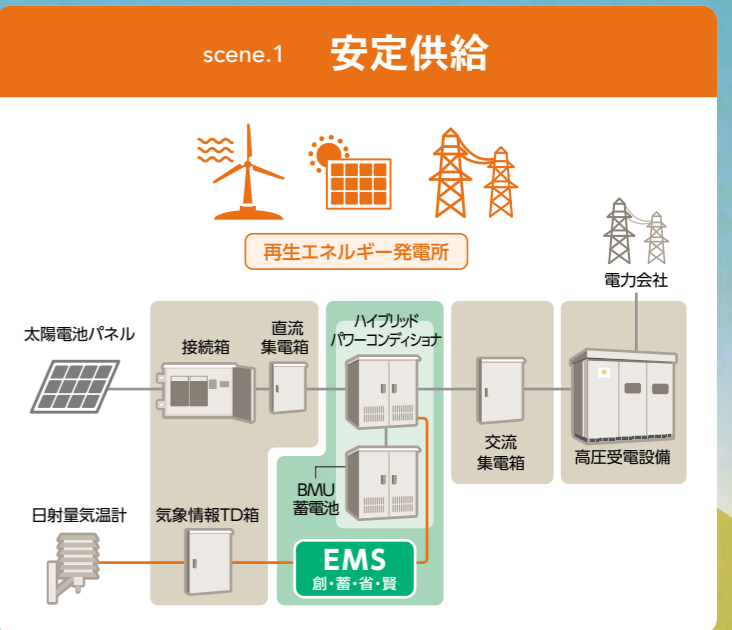 scene.1 安定供給
再生エネルギー発電所
電力会社
太陽電池パネル
接続箱
直流
集電箱
ハイブリッド
パワーコンディショナ
交流
集電箱
高圧受電設備
BMU
蓄電池
日射量気温計
気象情報TD箱
EMS
創・蓄・省・賢